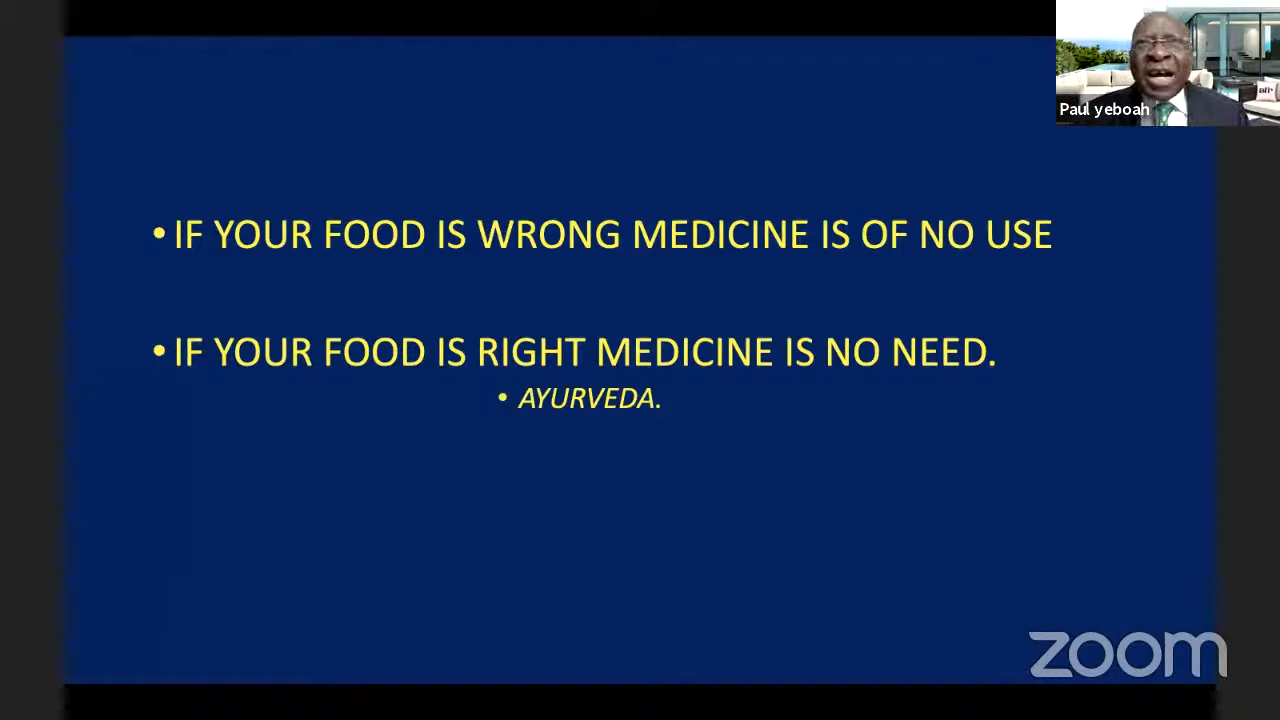 Paul yeboah
• IF YOUR FOOD IS WRONG MEDICINE IS OF NO USE
• IF YOUR FOOD IS RIGHT MEDICINE IS NO NEED.
• AYURVEDA.
zoom